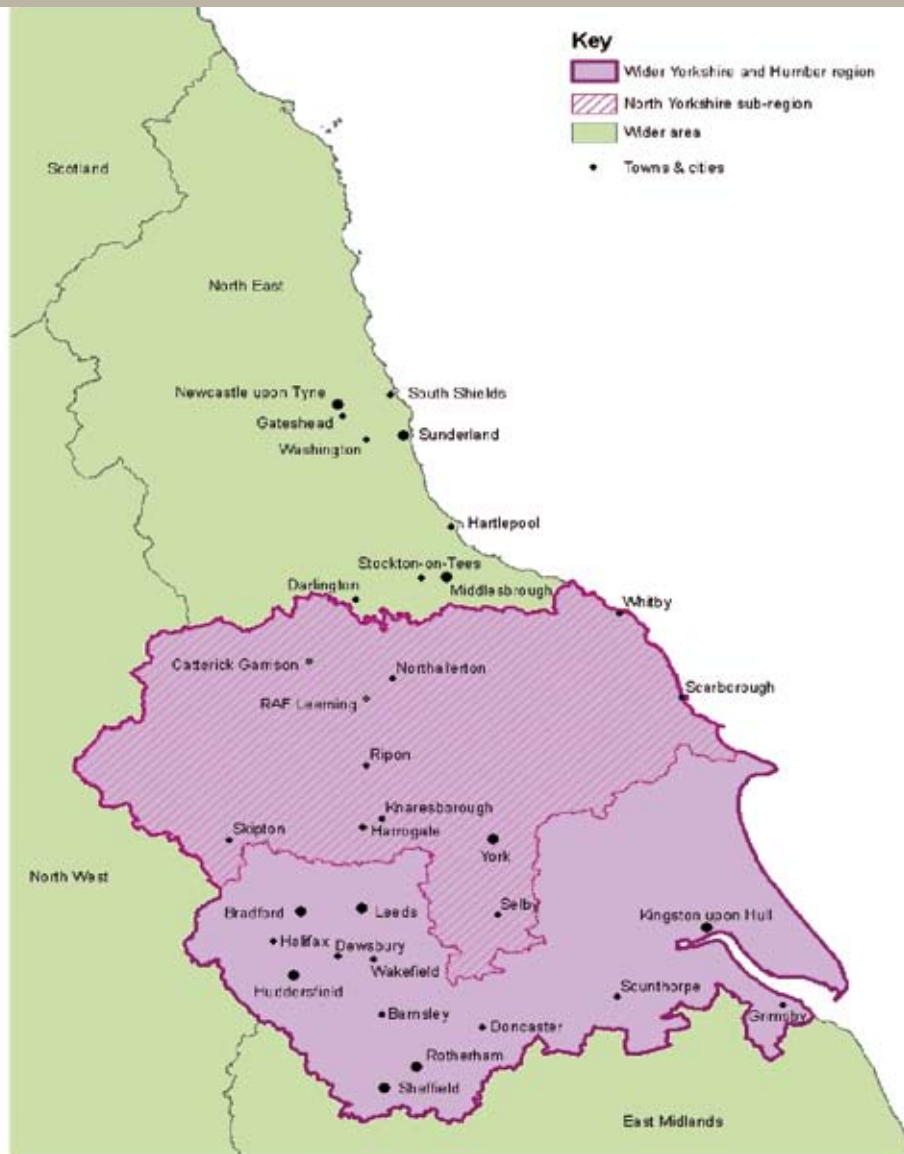 Key
Wider Yorkshire and Humber region
North Yorkshire sub-region
Wider area
Towns & cities
Scotland
North East
Newcastle upon Tyne
South Shields
Gateshead
Sunderland
Washington
Hartlepool
Stockton-on-Tees
Darlington
Middlesbrough
Whitby
Catterick Garrison
Northallerton
Scarborough
RAF Leeming
Ripon
Knaresborough
Skipton
Harrogate
York
North West
Bradford
Leeds
Selby
Kingston upon Hull
Halifax
Dewsbury
Wakefield
Huddersfield
Scunthorpe
Grimsby
Barnsley
Doncaster
Rotherham
Sheffield
East Midlands